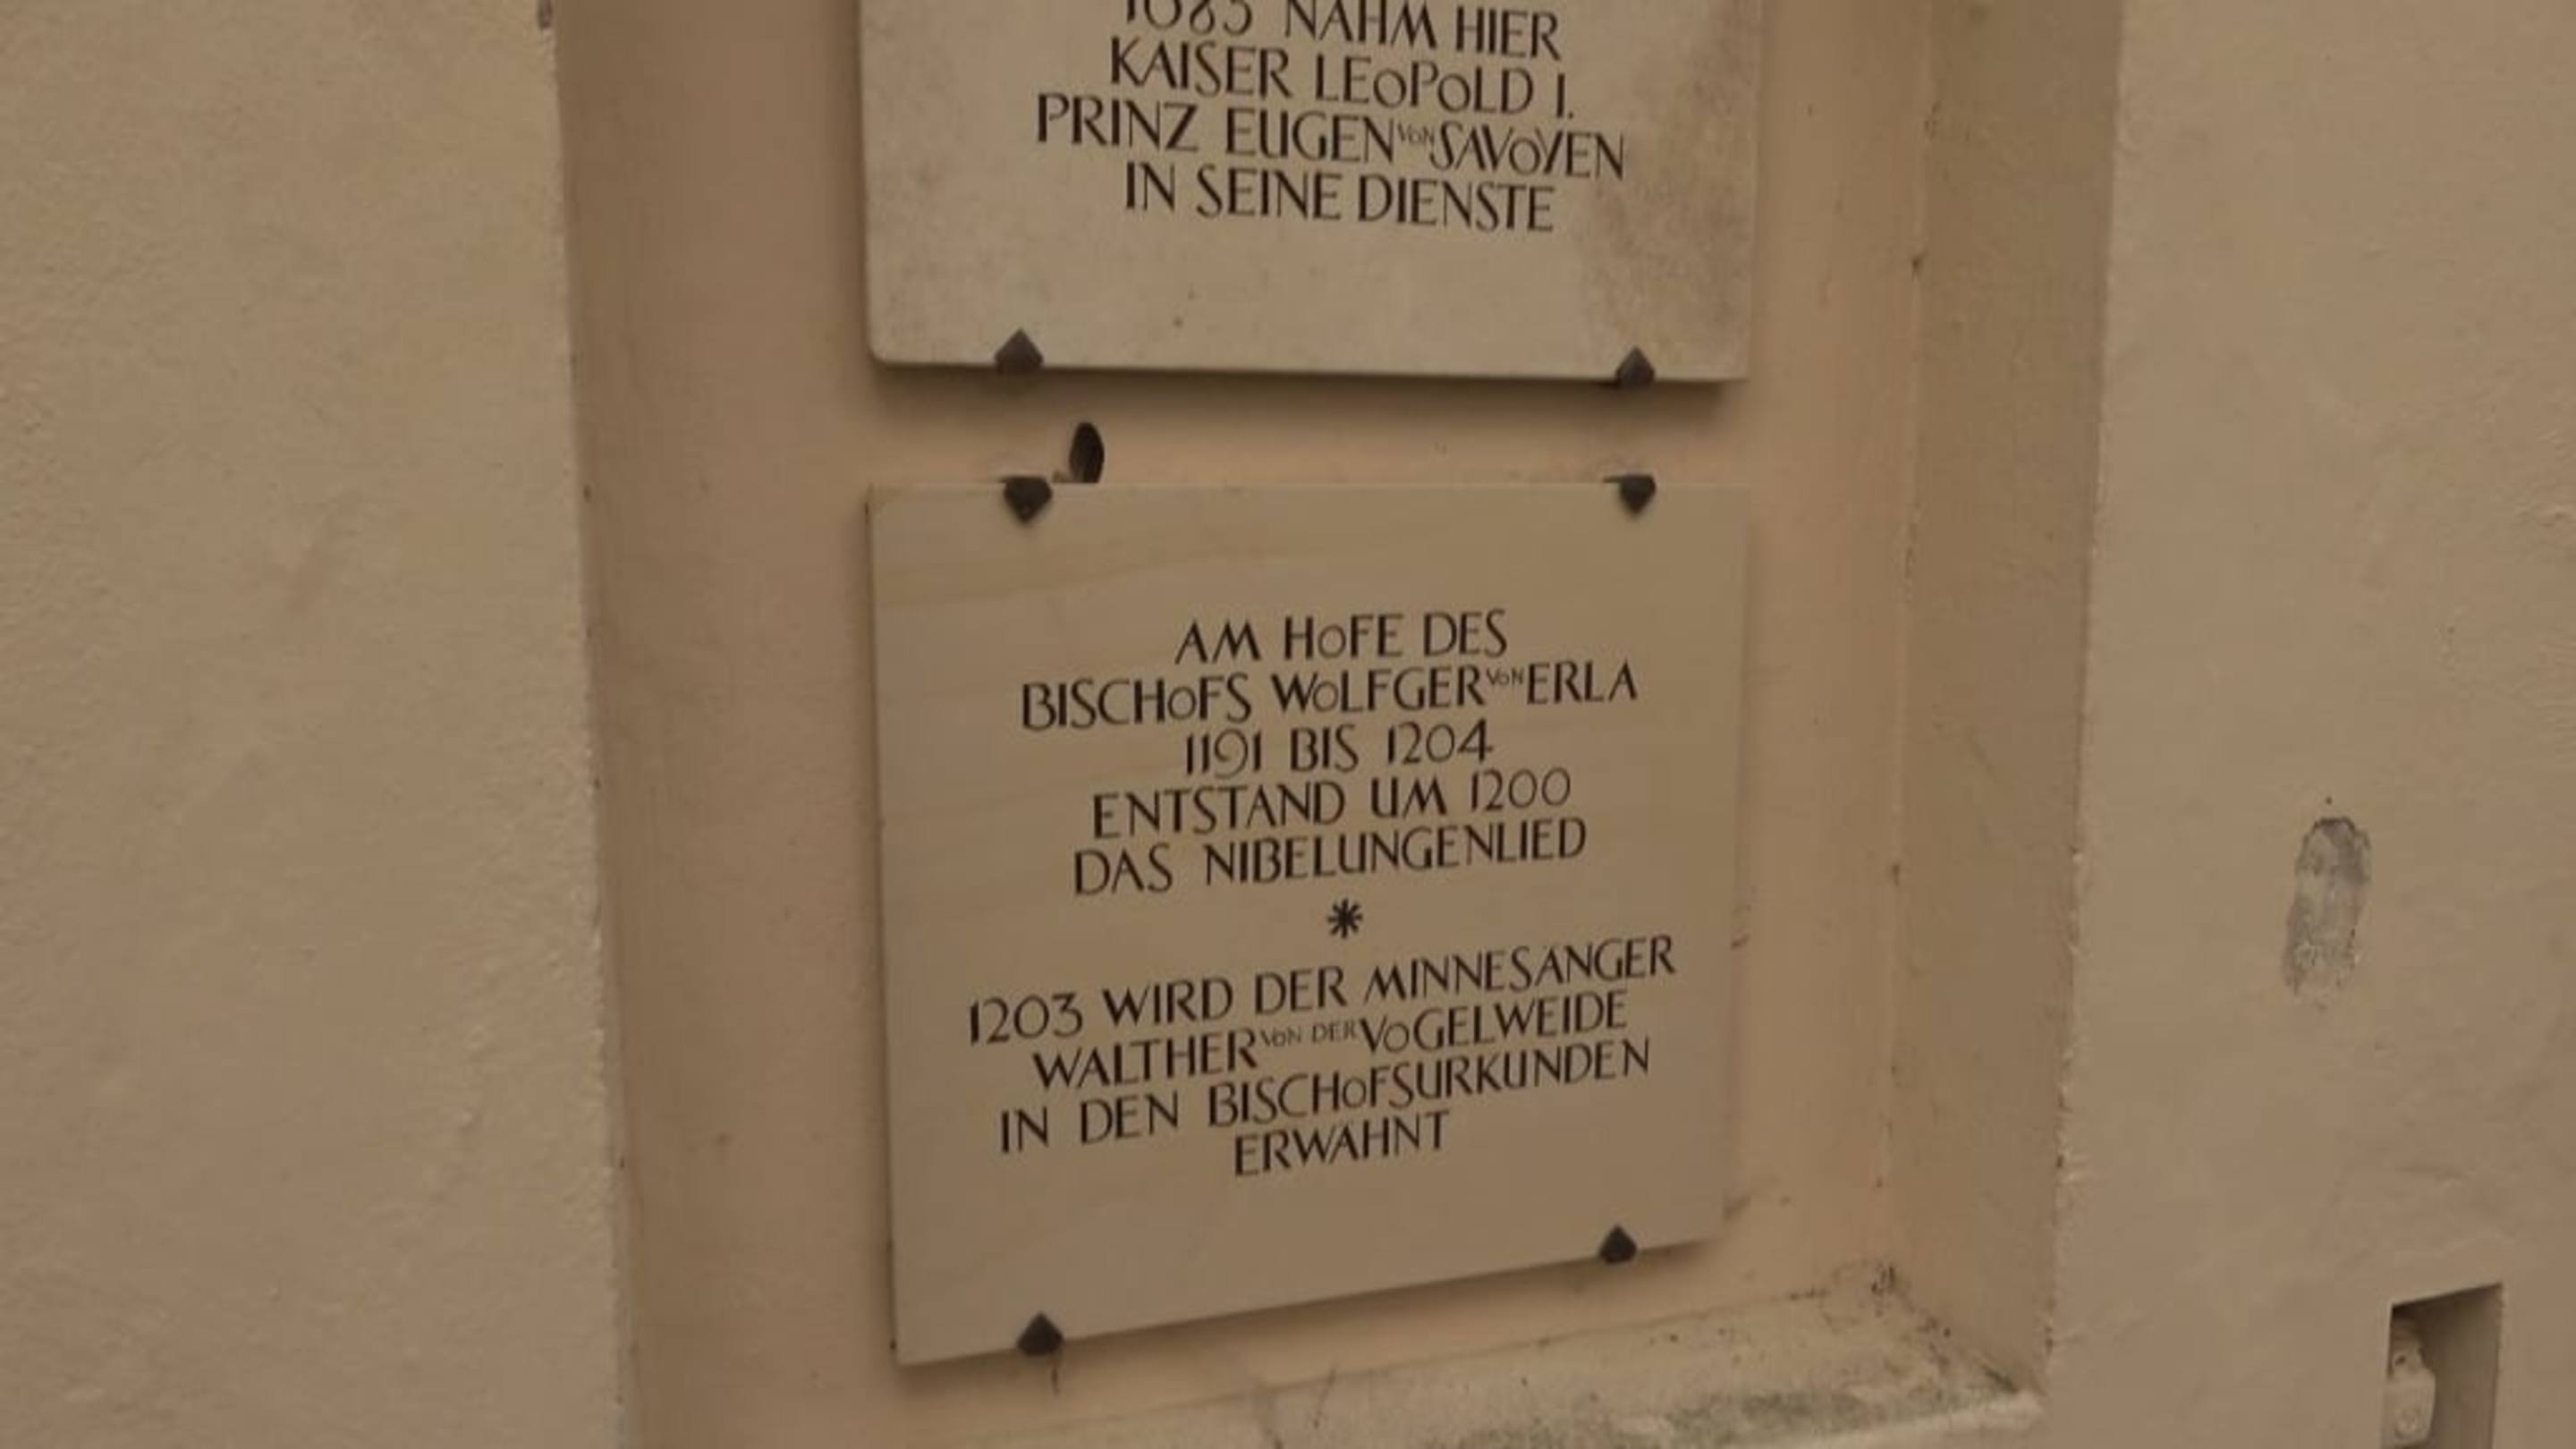 1683 NAHM HIER
KAISER LEOPOLD I.
PRINZ EUGEN VON SAVOYEN
IN SEINE DIENSTE
AM HOFE DES
BISCHOFS WOLFGER VON ERLA
1191 BIS 1204
ENTSTAND UM 1200
DAS NIBELUNGENLIED
*
1203 WIRD DER MINNESÄNGER
WALTHER VON DER VOGELWEIDE
IN DEN BISCHOFSURKUNDEN
ERWÄHNT